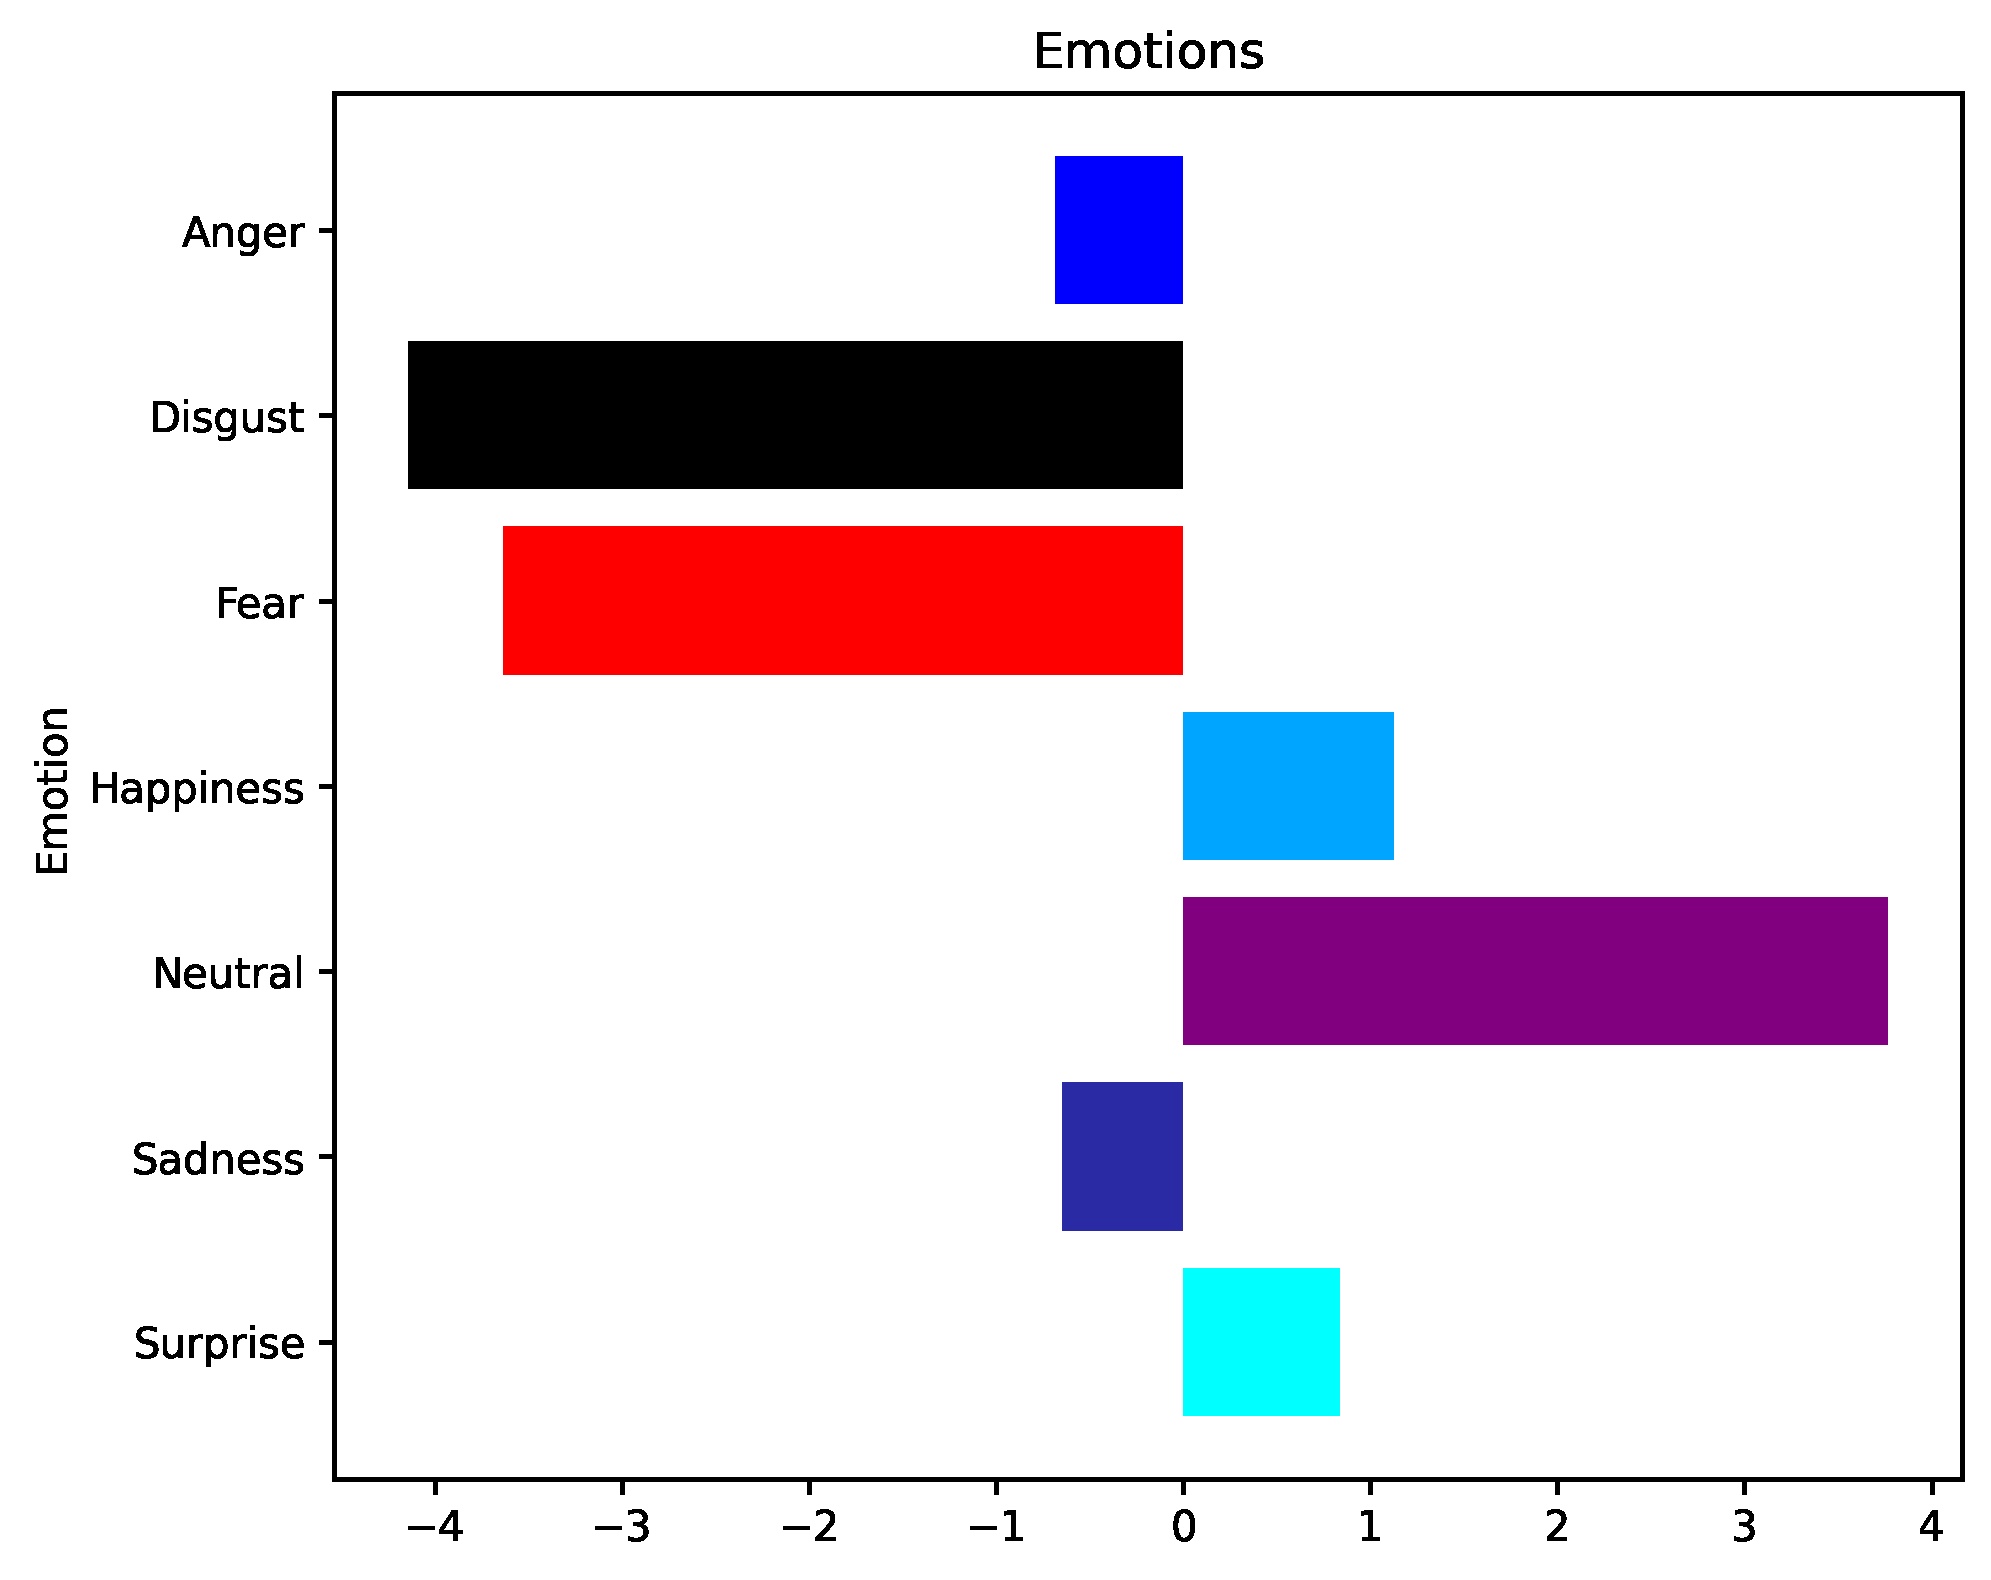 Emotions
Emotion
Anger
Disgust
Fear
Happiness
Neutral
Sadness
Surprise
−4 −3 −2 −1 0 1 2 3 4